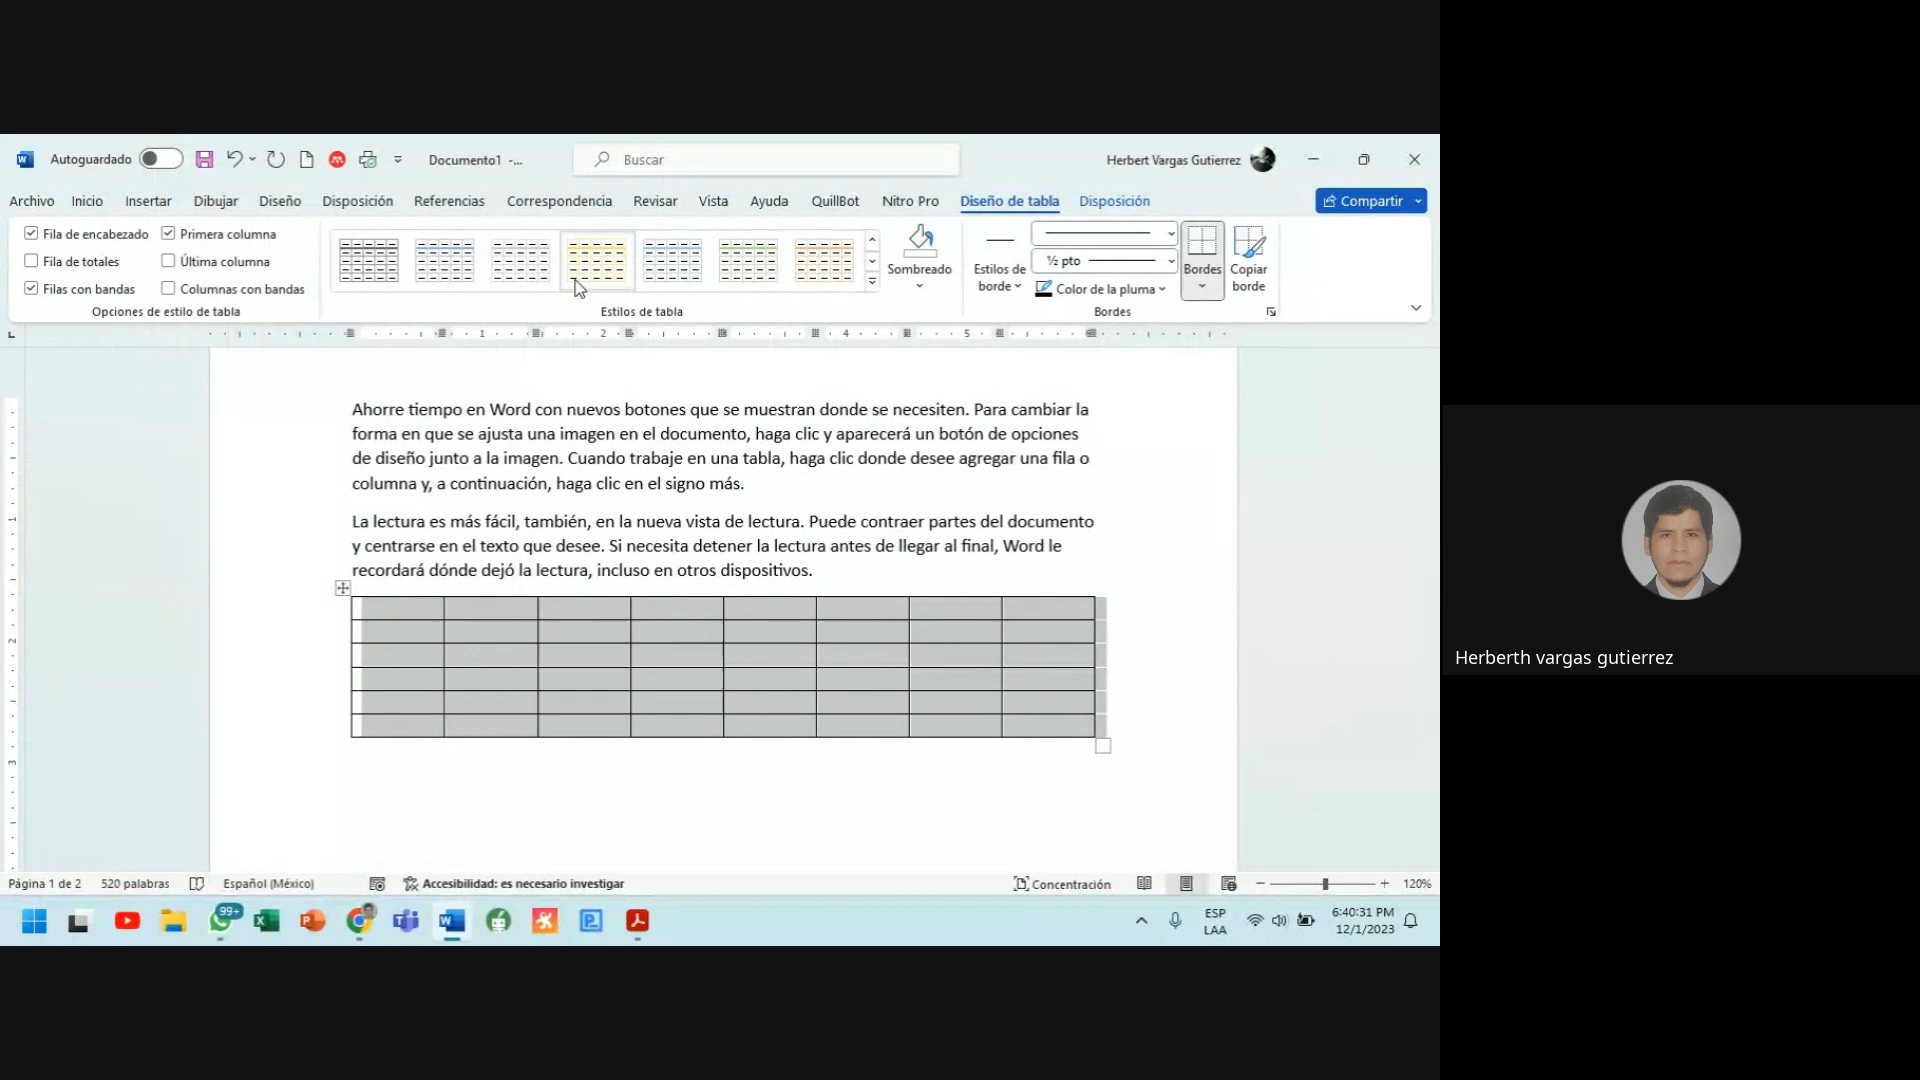 Autoguardado
Documento1 -...
Buscar
Herbert Vargas Gutierrez
Archivo Inicio Insertar Dibujar Diseño Disposición Referencias Correspondencia Revisar Vista Ayuda QuillBot Nitro Pro Diseño de tabla Disposición Compartir
Fila de encabezado Primera columna
Fila de totales Última columna
Filas con bandas Columnas con bandas
Opciones de estilo de tabla
Estilos de tabla
Sombreado
Estilos de borde
½ pto
Color de la pluma
Bordes
Copiar borde
Bordes
1 2 4 5
Ahorre tiempo en Word con nuevos botones que se muestran donde se necesiten. Para cambiar la
forma en que se ajusta una imagen en el documento, haga clic y aparecerá un botón de opciones
de diseño junto a la imagen. Cuando trabaje en una tabla, haga clic donde desee agregar una fila o
columna y, a continuación, haga clic en el signo más.
La lectura es más fácil, también, en la nueva vista de lectura. Puede contraer partes del documento
y centrarse en el texto que desee. Si necesita detener la lectura antes de llegar al final, Word le
recordará dónde dejó la lectura, incluso en otros dispositivos.
1
2
3
Herberth vargas gutierrez
Página 1 de 2 520 palabras Español (México) Accesibilidad: es necesario investigar Concentración 120%
99+
ESP
LAA
6:40:31 PM
12/1/2023